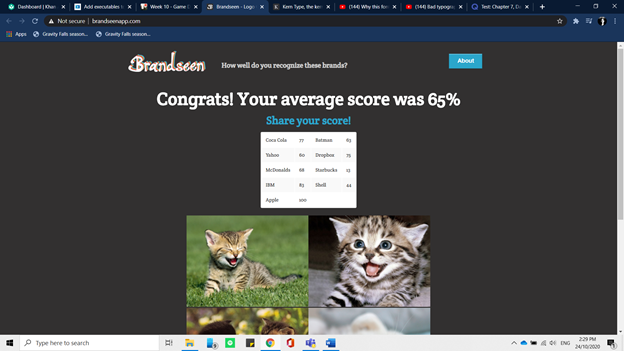 Dashboard | Khan
Add executables t
Week 10 - Game D
Brandseen - Logo
Kern Type, the ker
(144) Why this fon
(144) Bad typogr
Test: Chapter 7, D
Not secure | brandseenapp.com
Apps
Gravity Falls season...
Gravity Falls season...
Brandseen
How well do you recognize these brands?
About
Congrats! Your average score was 65%
Share your score!
Coca Cola 77 Batman 63
Yahoo 60 Dropbox 75
McDonalds 68 Starbucks 13
IBM 83 Shell 44
Apple 100
Type here to search
ENG
2:29 PM
24/10/2020